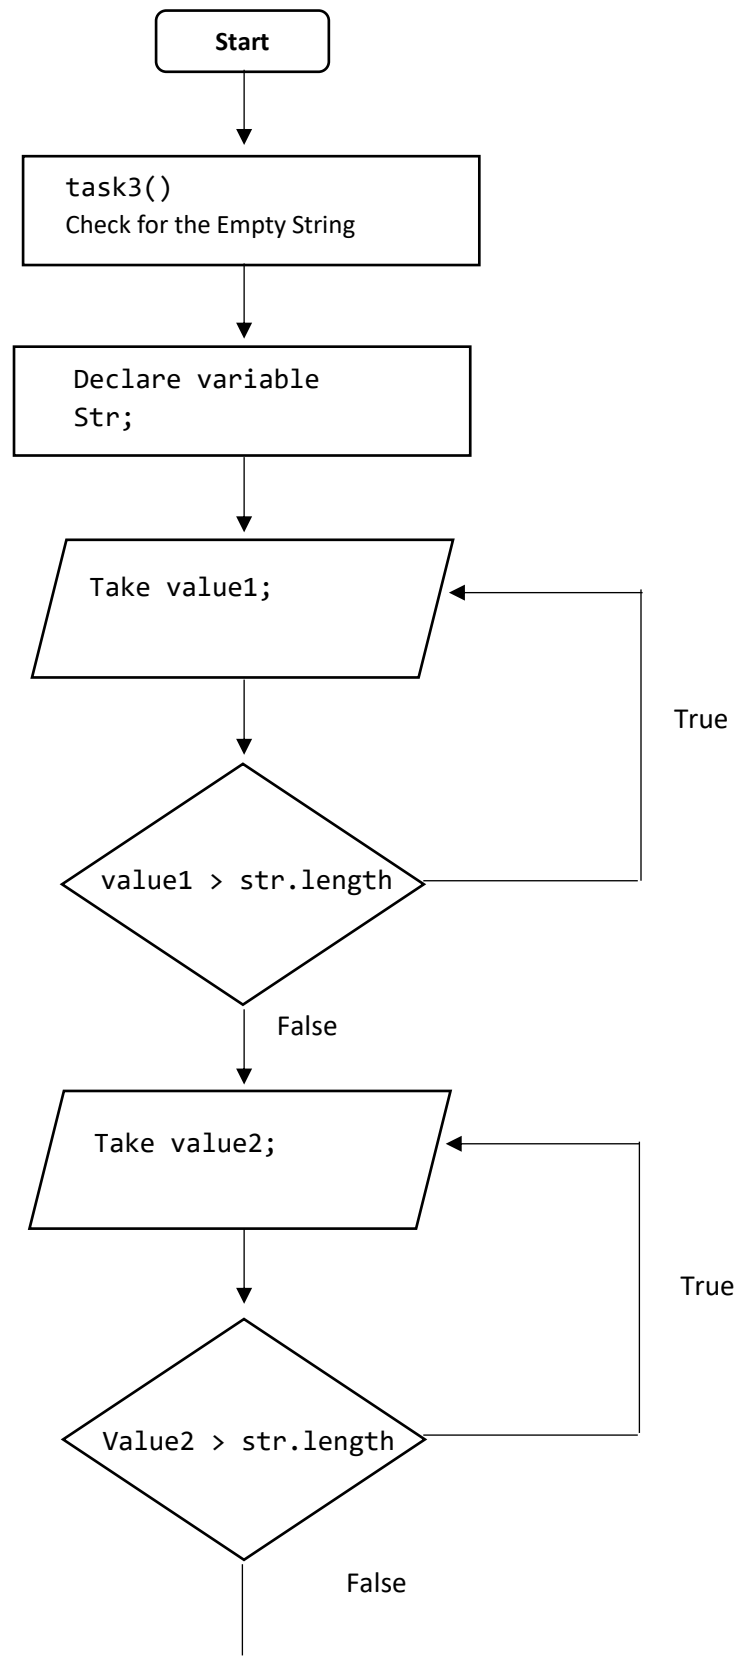 Start
task3()
Check for the Empty String
Declare variable
Str;
Take value1;
True
value1 > str.length
False
Take value2;
True
Value2 > str.length
False